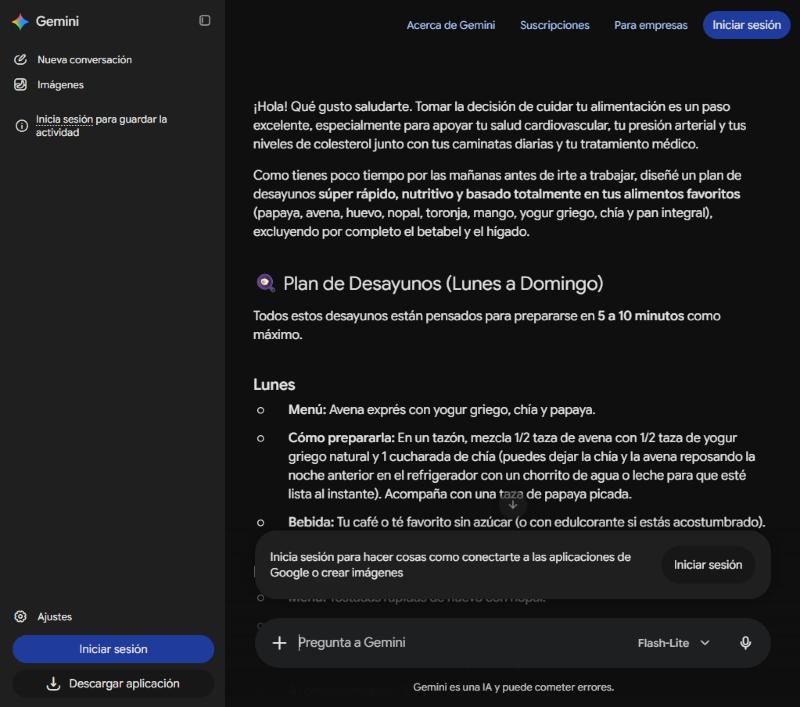 Gemini
Nueva conversación
Imágenes
Inicia sesión para guardar la
actividad
Ajustes
Iniciar sesión
Descargar aplicación
Acerca de Gemini
Suscripciones
Para empresas
Iniciar sesión
¡Hola! Qué gusto saludarte. Tomar la decisión de cuidar tu alimentación es un paso
excelente, especialmente para apoyar tu salud cardiovascular, tu presión arterial y tus
niveles de colesterol junto con tus caminatas diarias y tu tratamiento médico.
Como tienes poco tiempo por las mañanas antes de irte a trabajar, diseñé un plan de
desayunos súper rápido, nutritivo y basado totalmente en tus alimentos favoritos
(papaya, avena, huevo, nopal, toronja, mango, yogur griego, chía y pan integral),
excluyendo por completo el betabel y el hígado.
Plan de Desayunos (Lunes a Domingo)
Todos estos desayunos están pensados para prepararse en 5 a 10 minutos como
máximo.
Lunes
Menú: Avena exprés con yogur griego, chía y papaya.
Cómo prepararla: En un tazón, mezcla 1/2 taza de avena con 1/2 taza de yogur
griego natural y 1 cucharada de chía (puedes dejar la chía y la avena reposando la
noche anterior en el refrigerador con un chorrito de agua o leche para que esté
lista al instante). Acompaña con una taza de papaya picada.
Bebida: Tu café o té favorito sin azúcar (o con edulcorante si estás acostumbrado).
Inicia sesión para hacer cosas como conectarte a las aplicaciones de
Google o crear imágenes
Iniciar sesión
Menú: Tostadas rápidas de huevo con nopal.
Pregunta a Gemini
Flash-Lite
Gemini es una IA y puede cometer errores.